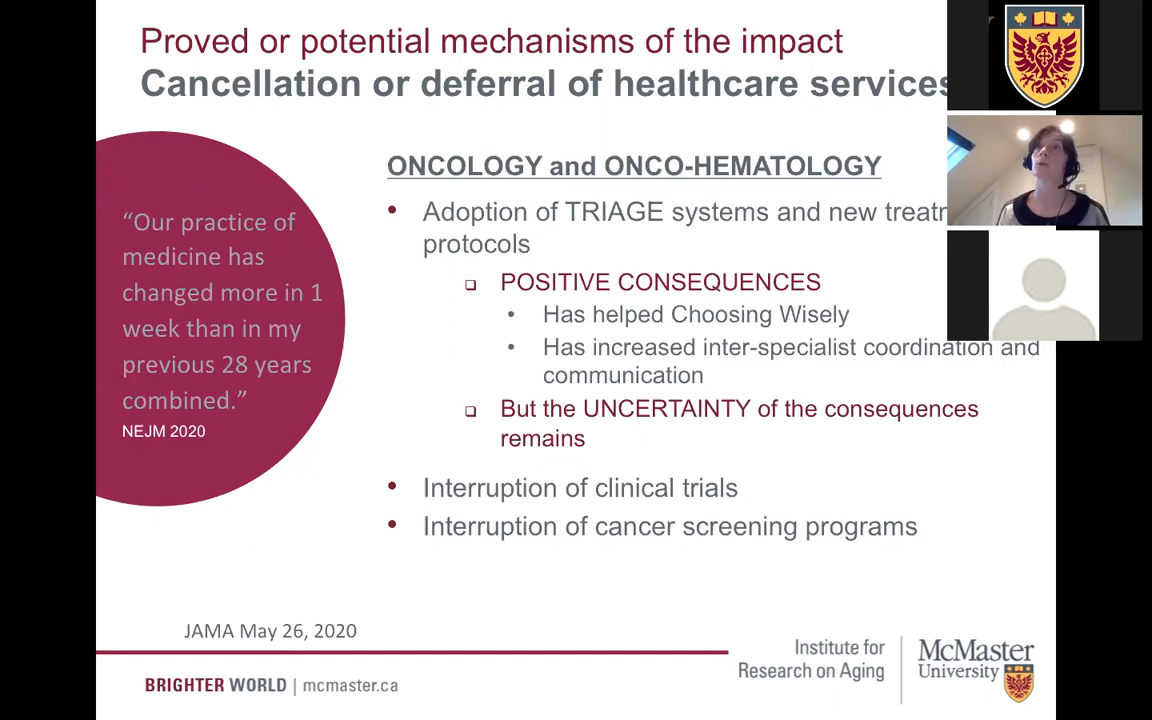 Proved or potential mechanisms of the impact
Cancellation or deferral of healthcare services
“Our practice of
medicine has
changed more in 1
week than in my
previous 28 years
combined.”
NEJM 2020
ONCOLOGY and ONCO-HEMATOLOGY
• Adoption of TRIAGE systems and new
protocols
❑ POSITIVE CONSEQUENCES
• Has helped Choosing Wisely
• Has increased inter-specialist coordination and
communication
❑ But the UNCERTAINTY of the consequences
remains
• Interruption of clinical trials
• Interruption of cancer screening programs
JAMA May 26, 2020
BRIGHTER WORLD | mcmaster.ca
Institute for
Research on Aging
McMaster
University